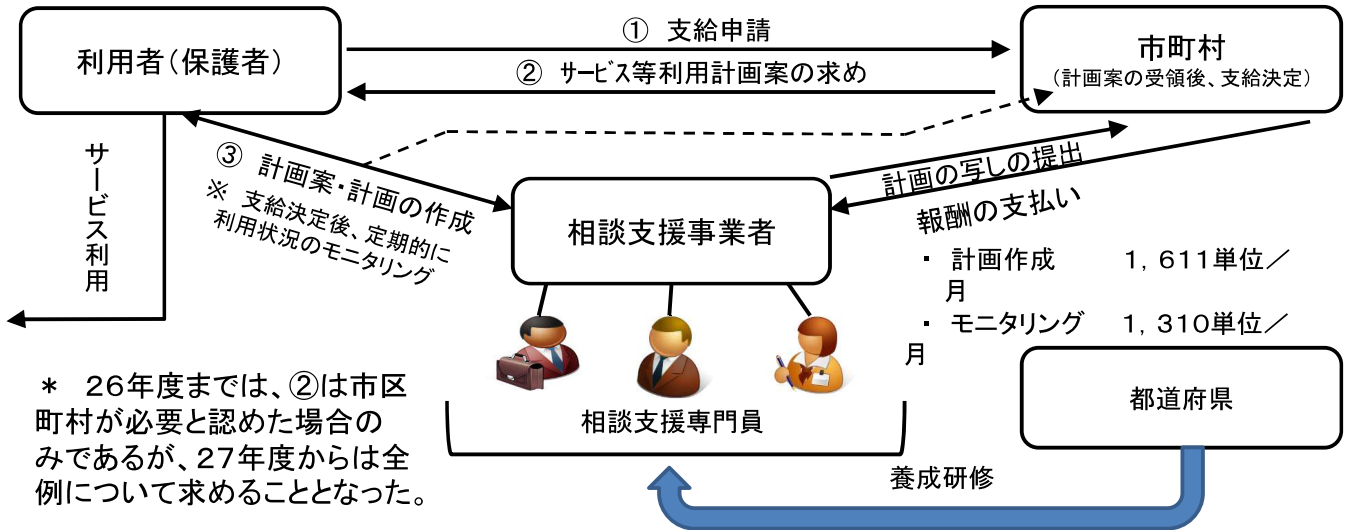 利用者(保護者)
① 支給申請
② サービス等利用計画案の求め
市町村
(計画案の受領後、支給決定)
サービス利用
③ 計画案・計画の作成
※ 支給決定後、定期的に
利用状況のモニタリング
相談支援事業者
計画の写しの提出
報酬の支払い
・ 計画作成 1,611単位/
月
・ モニタリング 1,310単位/
月
相談支援専門員
* 26年度までは、②は市区
町村が必要と認めた場合の
みであるが、27年度からは全
例について求めることとなった。
都道府県
養成研修